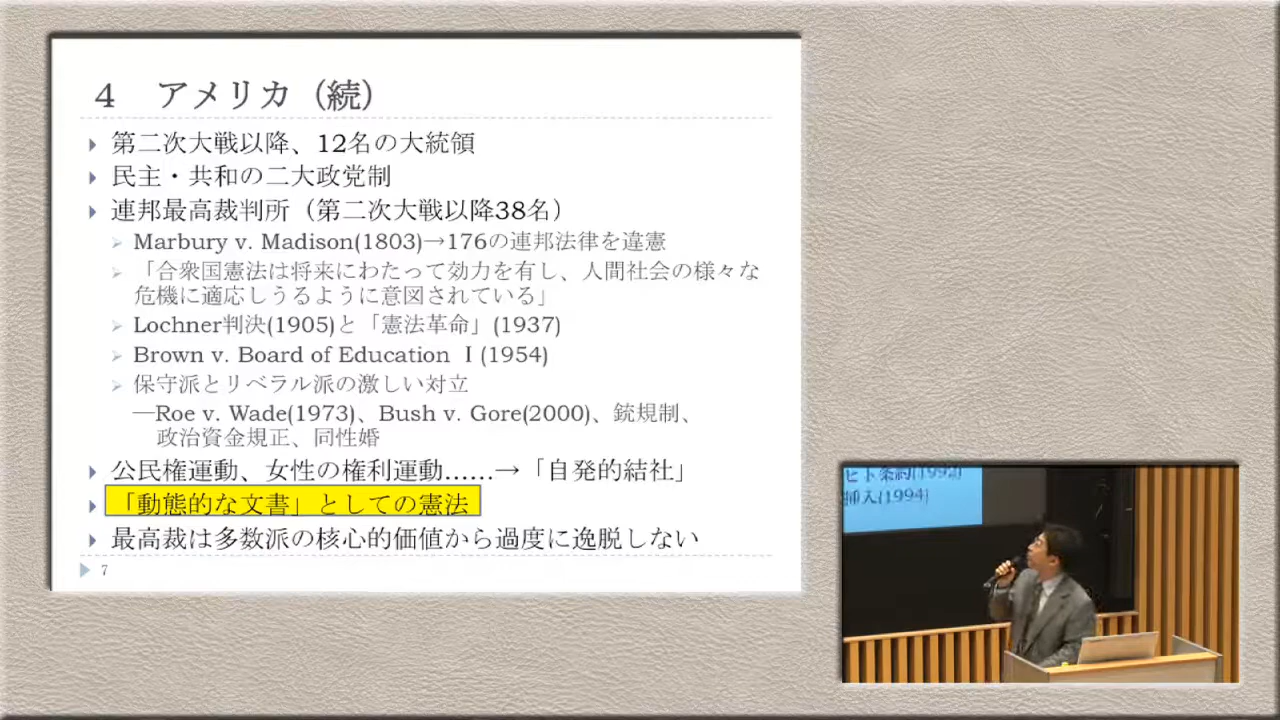 4 アメリカ（続）
第二次大戦以降、12名の大統領
民主・共和の二大政党制
連邦最高裁判所（第二次大戦以降38名）
Marbury v. Madison(1803)→176の連邦法律を違憲
「合衆国憲法は将来にわたって効力を有し、人間社会の様々な
危機に適応しうるように意図されている」
Lochner判決(1905)と「憲法革命」(1937)
Brown v. Board of Education Ⅰ(1954)
保守派とリベラル派の激しい対立
―Roe v. Wade(1973)、Bush v. Gore(2000)、銃規制、
政治資金規正、同性婚
公民権運動、女性の権利運動……→「自発的結社」
「動態的な文書」としての憲法
最高裁は多数派の核心的価値から過度に逸脱しない
7
ヒト条約(1992)
挿入(1994)